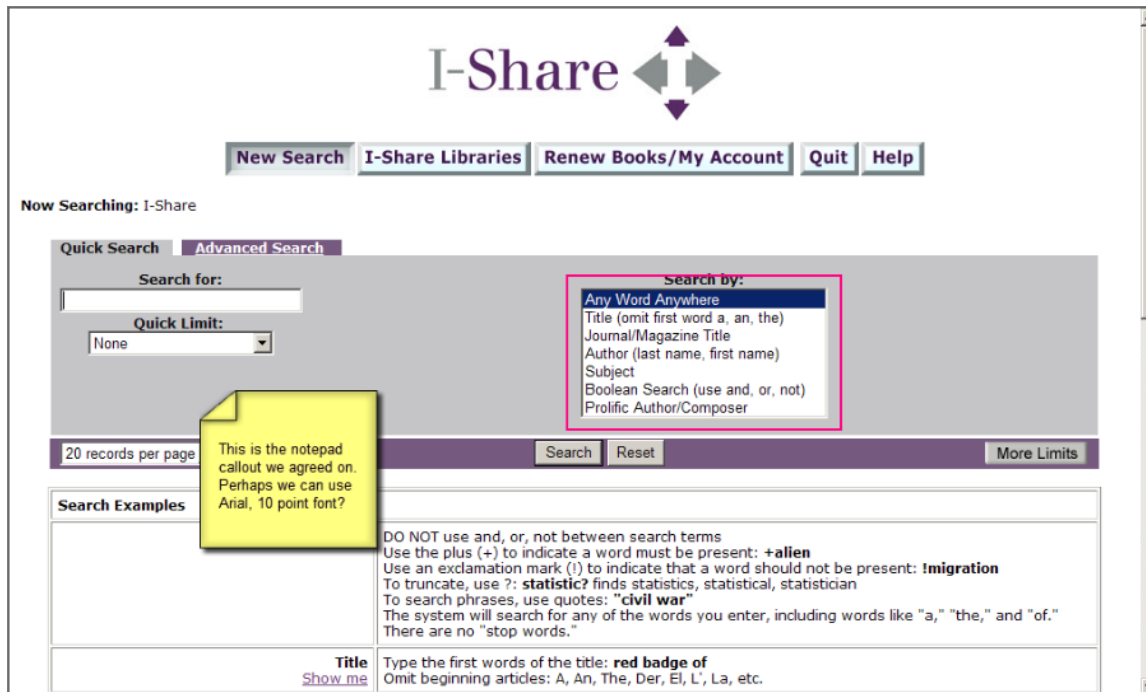 I-Share
New Search I-Share Libraries Renew Books/My Account Quit Help
Now Searching: I-Share
Quick Search Advanced Search
Search for:
Quick Limit:
None
Search by:
Any Word Anywhere
Title (omit first word a, an, the)
Journal/Magazine Title
Author (last name, first name)
Subject
Boolean Search (use and, or, not)
Prolific Author/Composer
This is the notepad
callout we agreed on.
Perhaps we can use
Arial, 10 point font?
20 records per page Search Reset More Limits
Search Examples
DO NOT use and, or, not between search terms
Use the plus (+) to indicate a word must be present: +alien
Use an exclamation mark (!) to indicate that a word should not be present: !migration
To truncate, use ?: statistic? finds statistics, statistical, statistician
To search phrases, use quotes: "civil war"
The system will search for any of the words you enter, including words like "a," "the," and "of."
There are no "stop words."
Title
Show me
Type the first words of the title: red badge of
Omit beginning articles: A, An, The, Der, El, L', La, etc.